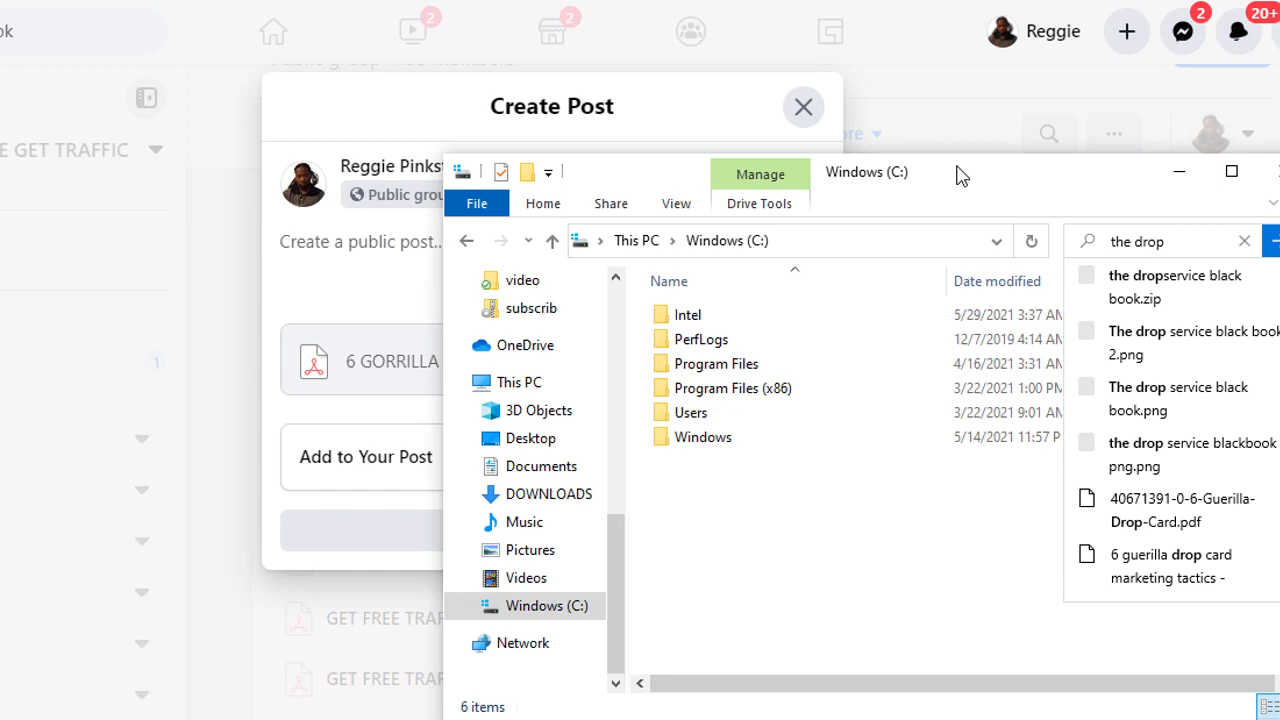 ok
2
2
Reggie
2
20+
Create Post
E GET TRAFFIC
Reggie Pinks
Public grou
Create a public post..
1
6 GORRILLA
Add to Your Post
GET FREE TRAF
GET FREE TRAF
Manage
Windows (C:)
File
Home
Share
View
Drive Tools
This PC
Windows (C:)
the drop
video
subscrib
OneDrive
This PC
3D Objects
Desktop
Documents
DOWNLOADS
Music
Pictures
Videos
Windows (C:)
Network
Name
Date modified
Intel
5/29/2021 3:37 AM
PerfLogs
12/7/2019 4:14 AM
Program Files
4/16/2021 3:31 AM
Program Files (x86)
3/22/2021 1:00 PM
Users
3/22/2021 9:01 AM
Windows
5/14/2021 11:57 P
the dropservice black
book.zip
The drop service black book
2.png
The drop service black
book.png
the drop service blackbook
png.png
40671391-0-6-Guerilla-
Drop-Card.pdf
6 guerilla drop card
marketing tactics -
6 items